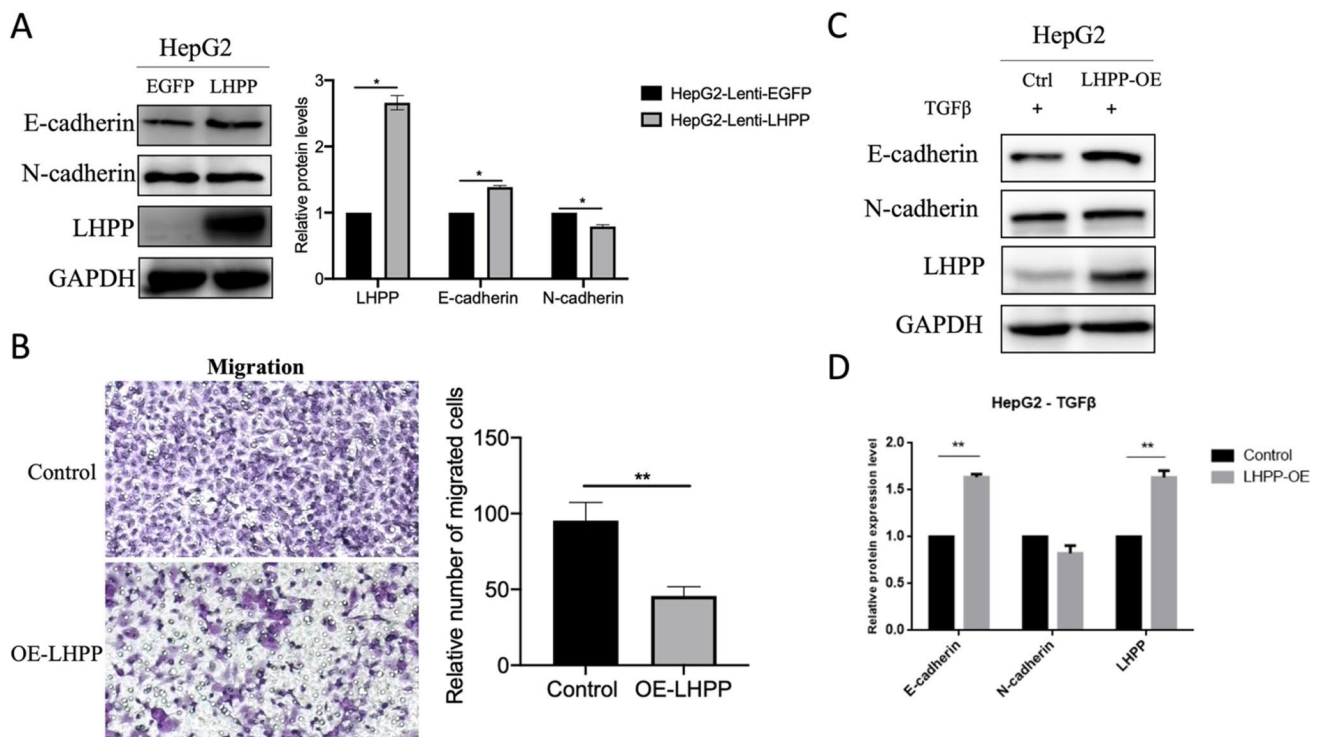 A
HepG2
EGFP LHPP
E-cadherin
N-cadherin
LHPP
GAPDH
Relative protein levels
3
2
1
0
*
*
*
LHPP E-cadherin N-cadherin
HepG2-Lenti-EGFP
HepG2-Lenti-LHPP
B
Migration
Control
OE-LHPP
Relative number of migrated cells
150
100
50
0
**
Control OE-LHPP
C
HepG2
Ctrl LHPP-OE
TGFβ + +
E-cadherin
N-cadherin
LHPP
GAPDH
D
HepG2 - TGFβ
Relative protein expression level
2.0
1.5
1.0
0.5
0.0
**
**
E-cadherin
N-cadherin
LHPP
Control
LHPP-OE